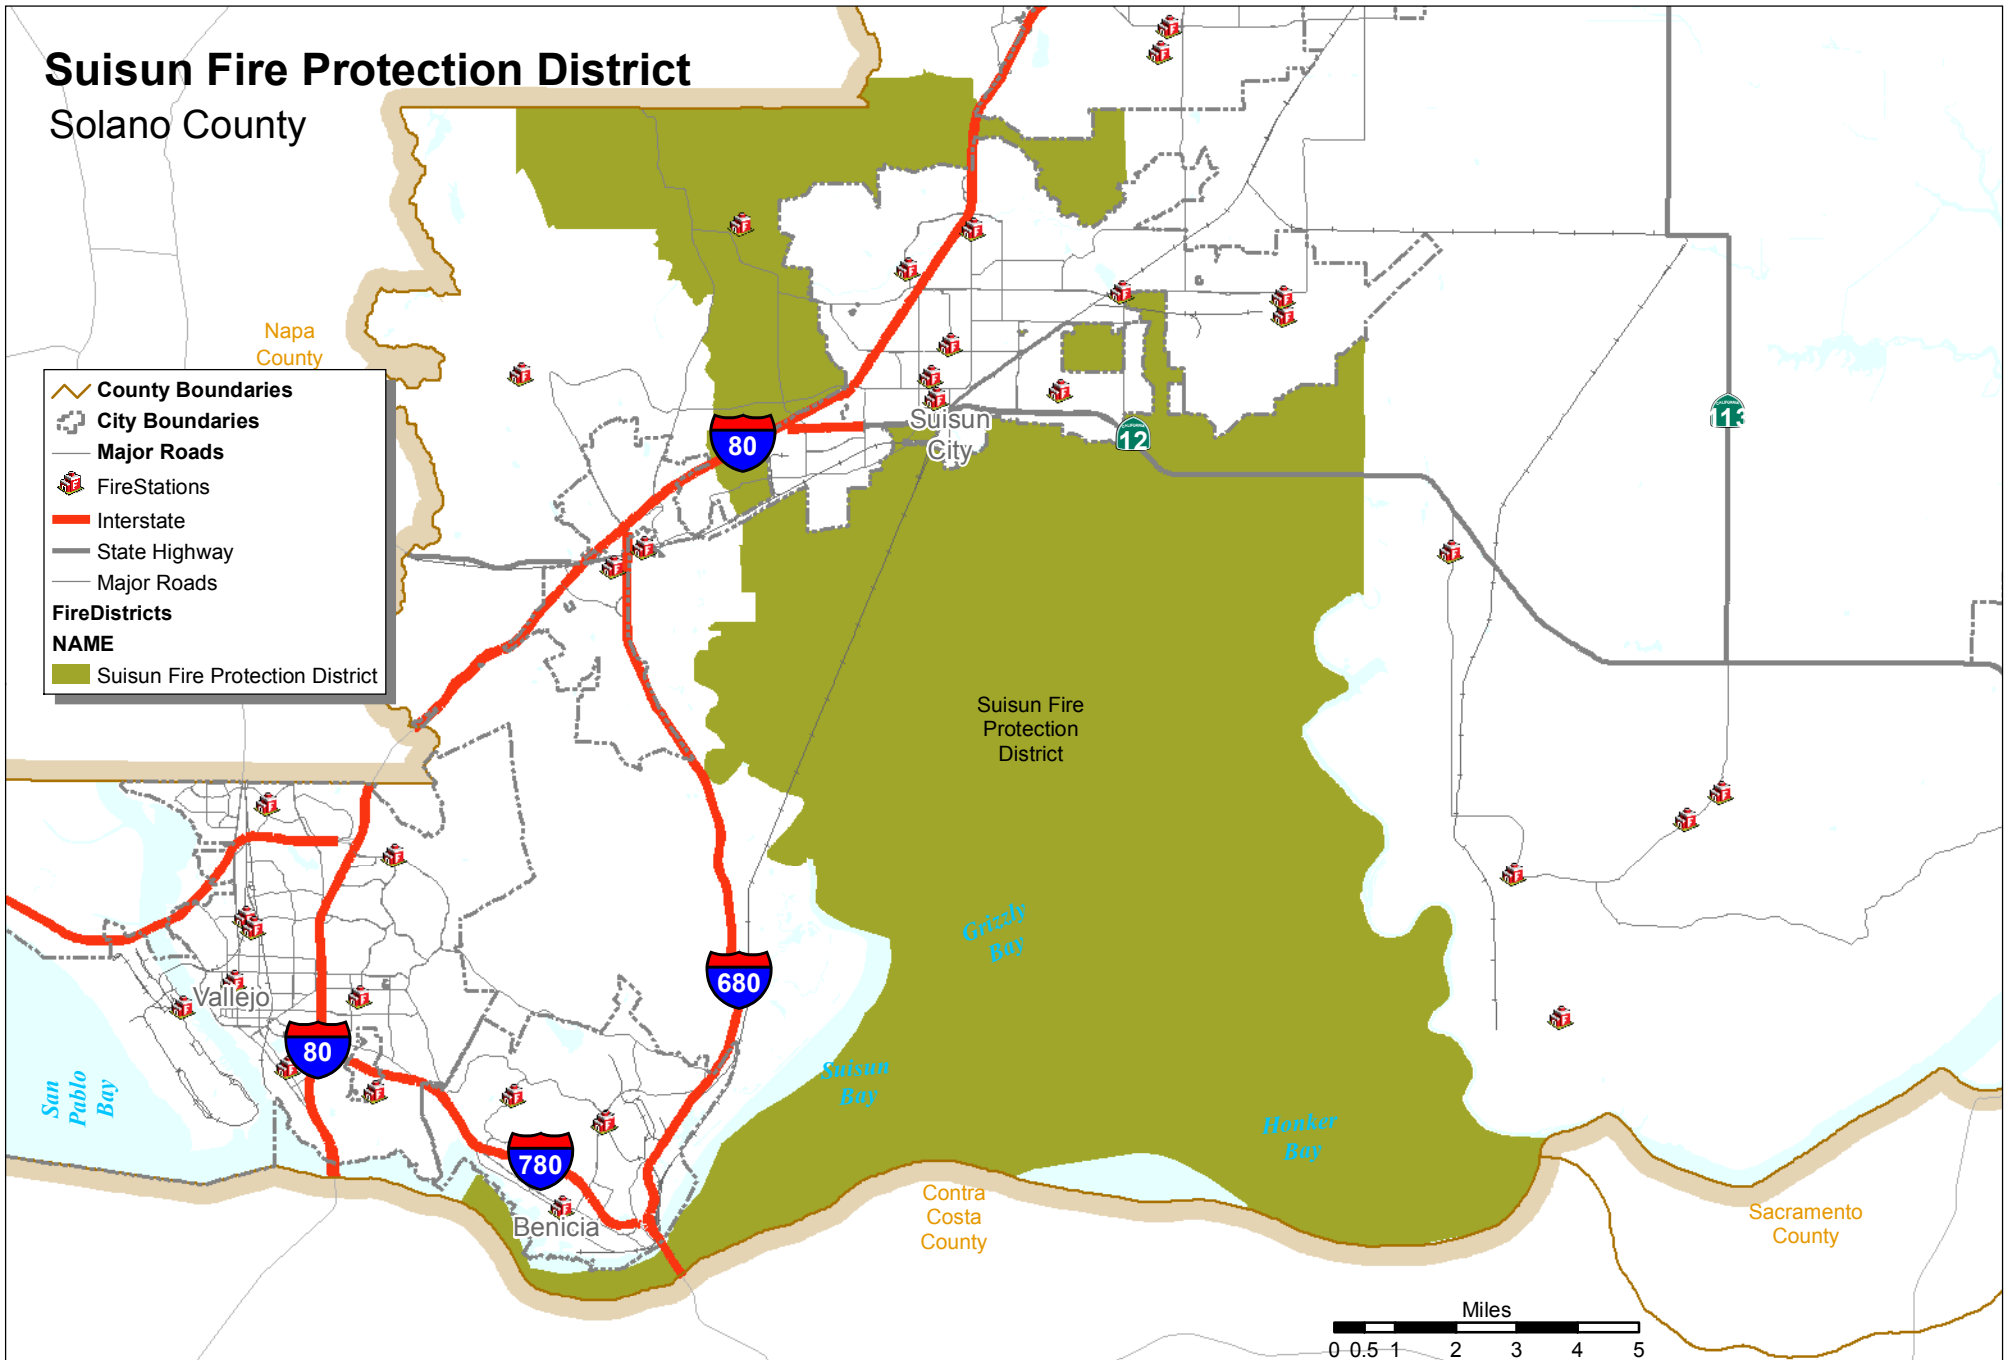 Suisun Fire Protection District
Solano County
Napa
County
County Boundaries
City Boundaries
Major Roads
FireStations
Interstate
State Highway
Major Roads
FireDistricts
NAME
Suisun Fire Protection District
80
Suisun
City
12
113
Suisun Fire
Protection
District
Grizzly
Bay
680
Vallejo
80
San
Pablo
Bay
Suisun
Bay
Honker
Bay
780
Benicia
Contra
Costa
County
Sacramento
County
Miles
0 0.5 1 2 3 4 5